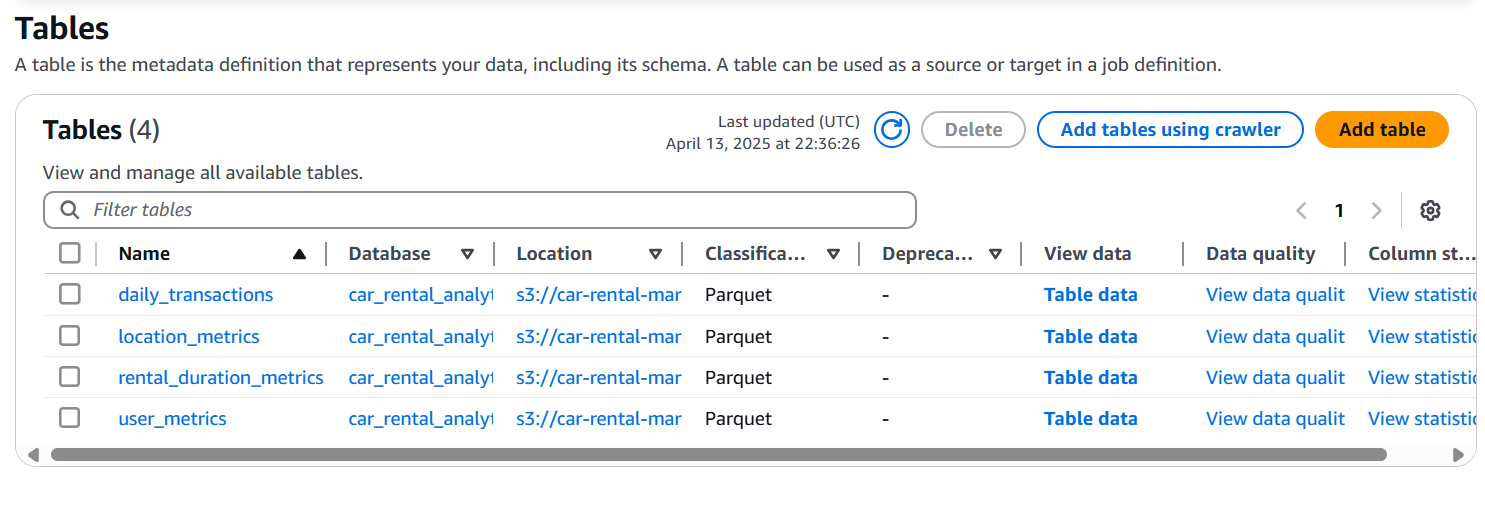 Tables
A table is the metadata definition that represents your data, including its schema. A table can be used as a source or target in a job definition.
Tables (4)
Last updated (UTC)
April 13, 2025 at 22:36:26
Delete
Add tables using crawler
Add table
View and manage all available tables.
Filter tables
1
Name Database Location Classifica... Depreca... View data Data quality Column st...
daily_transactions car_rental_analyt s3://car-rental-mar Parquet - Table data View data qualit View statistic
location_metrics car_rental_analyt s3://car-rental-mar Parquet - Table data View data qualit View statistic
rental_duration_metrics car_rental_analyt s3://car-rental-mar Parquet - Table data View data qualit View statistic
user_metrics car_rental_analyt s3://car-rental-mar Parquet - Table data View data qualit View statistic